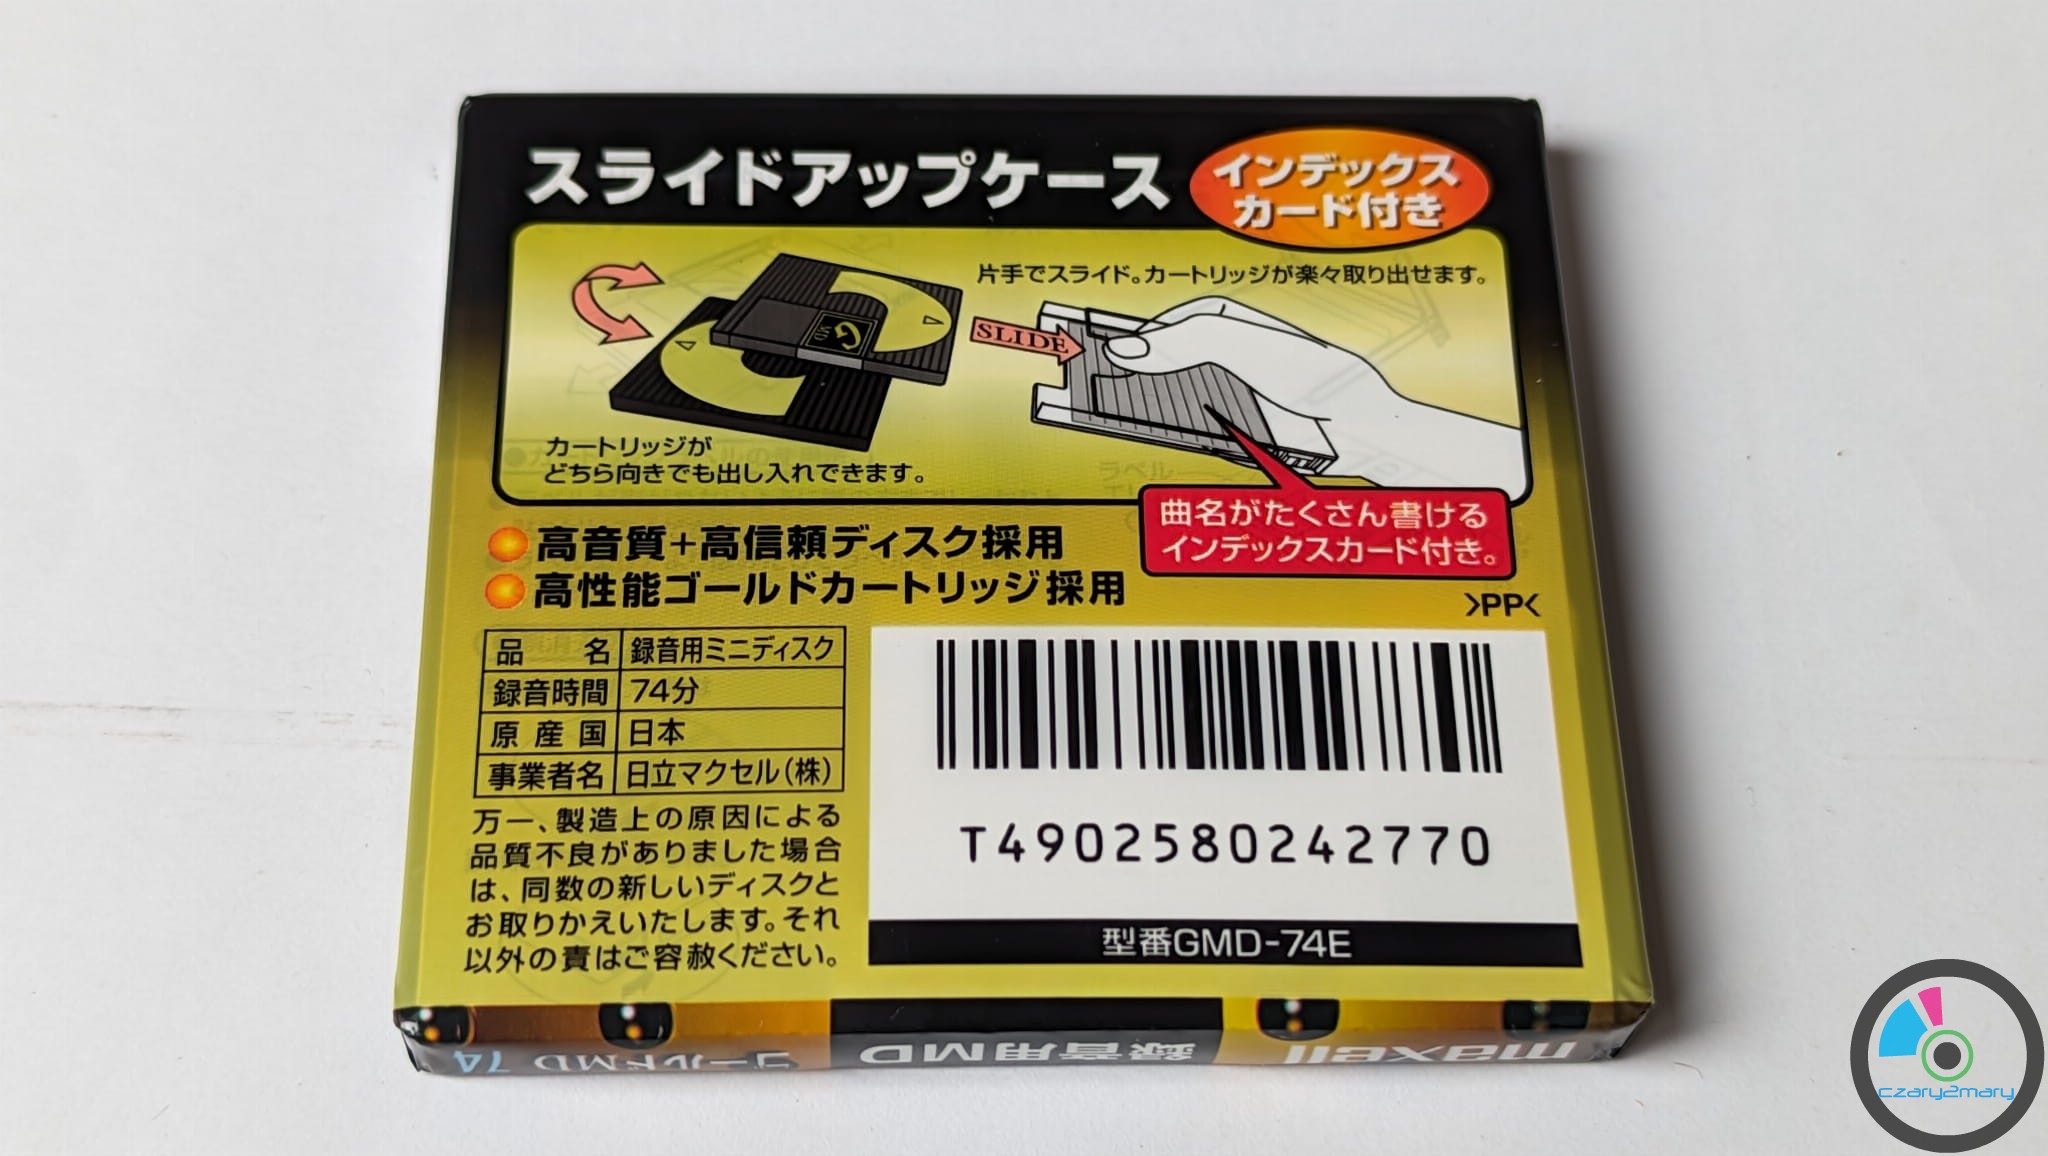 スライドアップケース
インデックス
カード付き
片手でスライド。カートリッジが楽々取り出せます。
SLIDE
MD
カートリッジが
どちら向きでも出し入れできます。
曲名がたくさん書ける
インデックスカード付き。
高音質+高信頼ディスク採用
高性能ゴールドカートリッジ採用
>PP<
品名 録音用ミニディスク
録音時間 74分
原産国 日本
事業者名 日立マクセル(株)
万一、製造上の原因による
品質不良がありました場合
は、同数の新しいディスクと
お取りかえいたします。それ
以外の責はご容赦ください。
T4902580242770
型番GMD-74E
maxell 録音用MD ゴールドMD 74
czary2mary